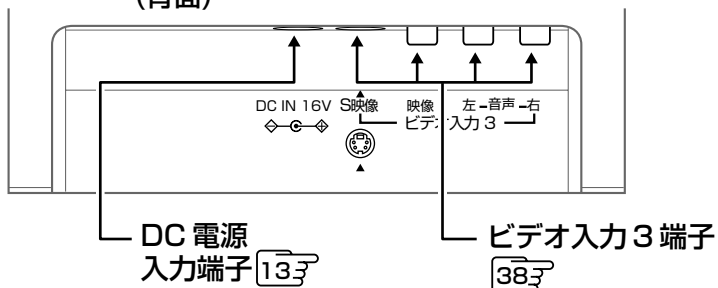 (背面)
DC IN 16V S映像 映像 左 音声 右
ビデオ入力 3
DC 電源
入力端子 13
ビデオ入力 3 端子
38